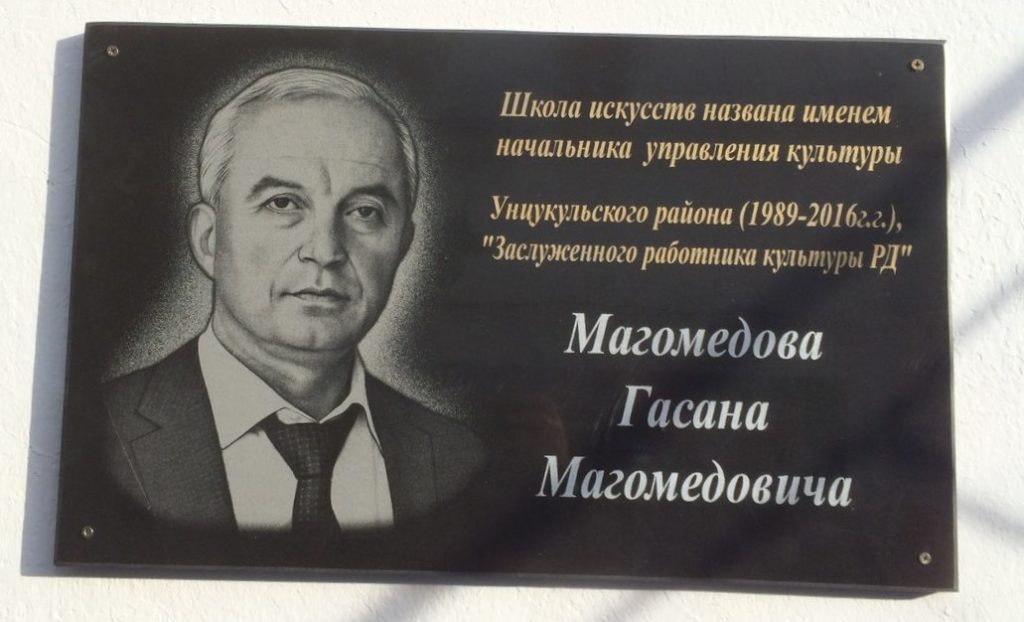 Школа искусств названа именем
начальника управления культуры
Унцукульского района (1989-2016г.г.),
"Заслуженного работника культуры РД"
Магомедова
Гасана
Магомедовича